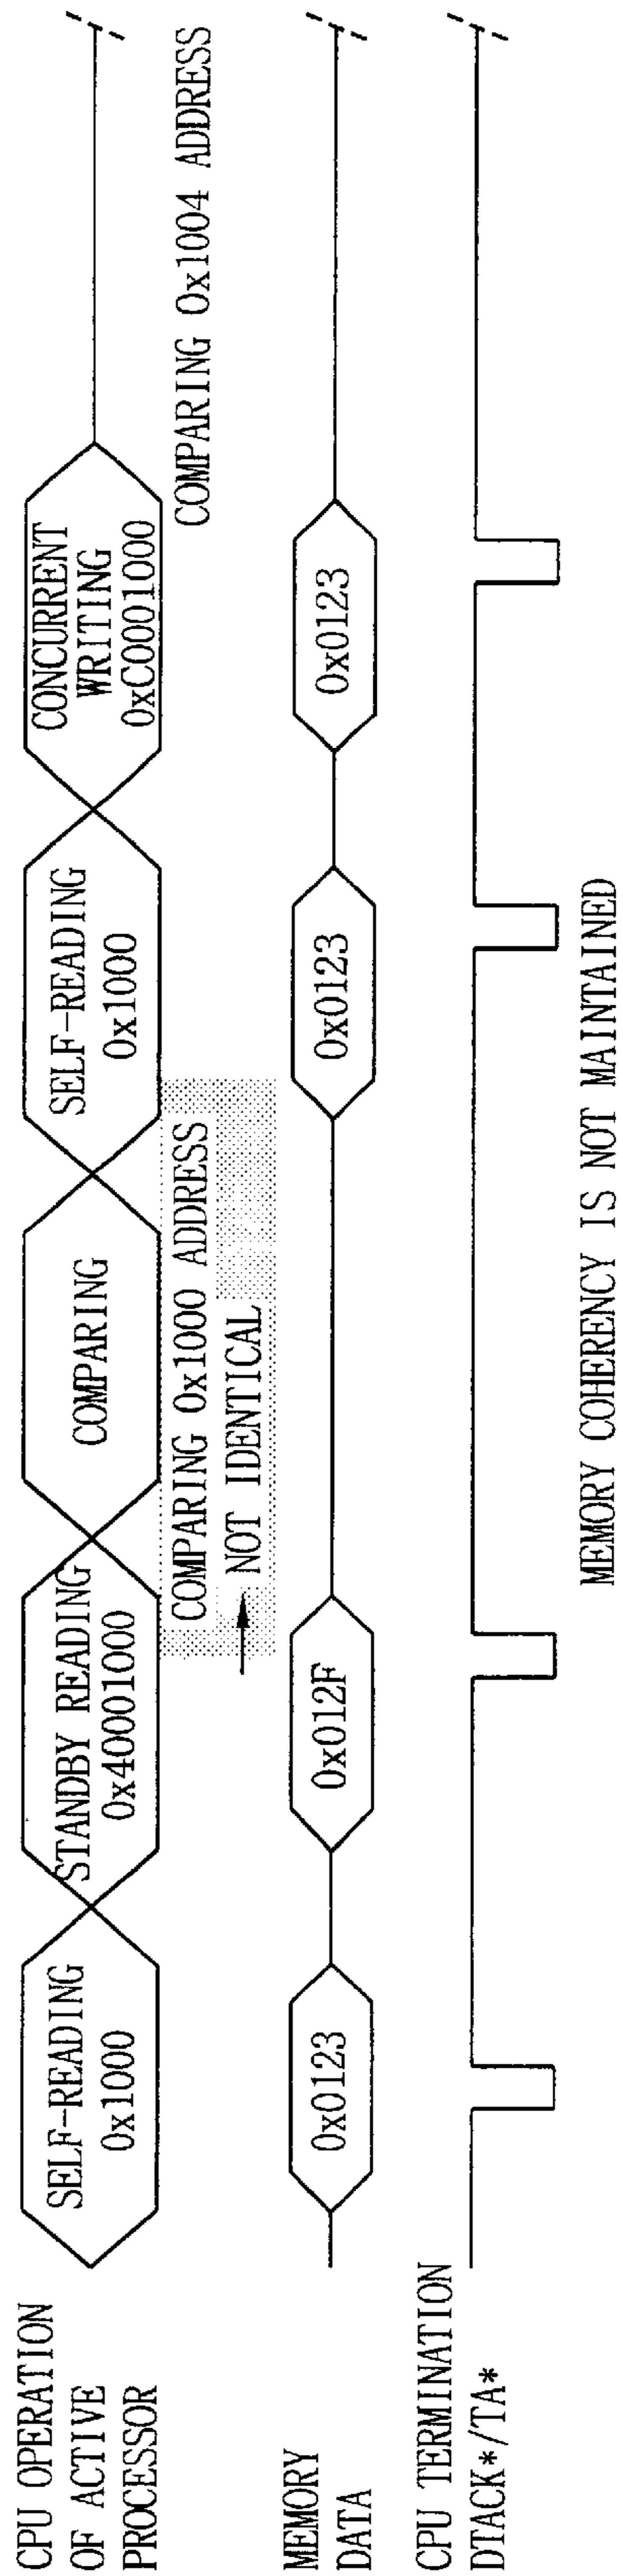 CPU OPERATION
OF ACTIVE
PROCESSOR
SELF-READING
0x1000
STANDBY READING
0x40001000
COMPARING
SELF-READING
0x1000
CONCURRENT
WRITING
0xC0001000
COMPARING 0x1000 ADDRESS
NOT IDENTICAL
COMPARING 0x1004 ADDRESS
MEMORY
DATA
0x0123
0x012F
0x0123
0x0123
CPU TERMINATION
DTACK*/TA*
MEMORY COHERENCY IS NOT MAINTAINED